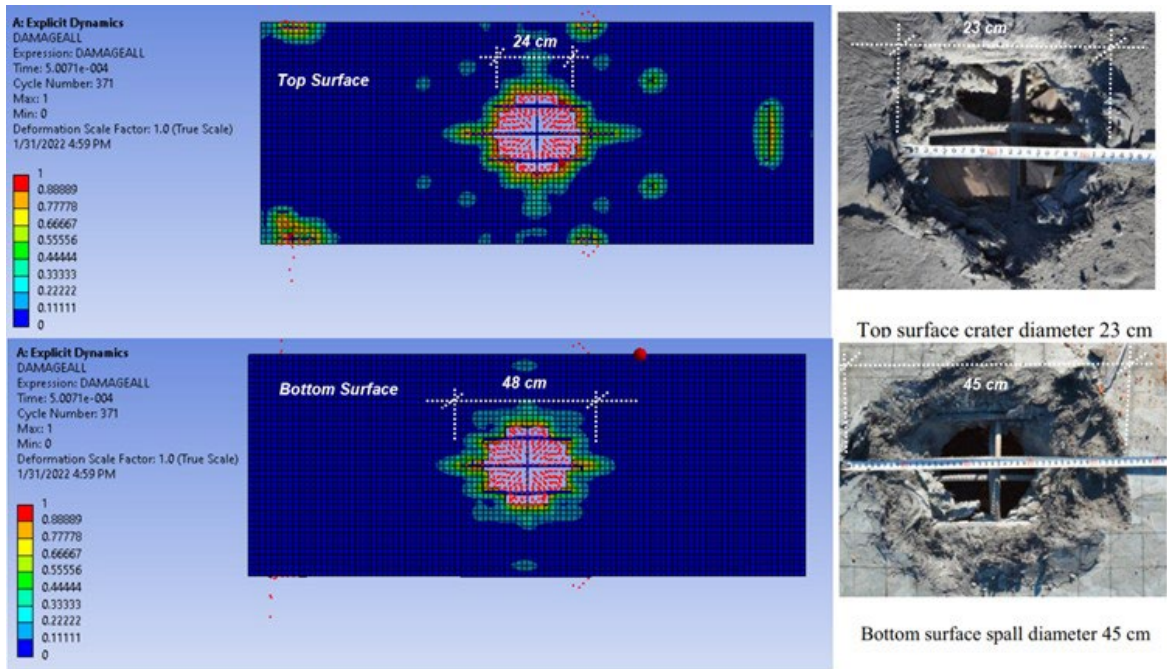 A: Explicit Dynamics
DAMAGEALL
Expression: DAMAGEALL
Time: 5.0071e-004
Cycle Number: 371
Max: 1
Min: 0
Deformation Scale Factor: 1.0 (True Scale)
1/31/2022 4:59 PM
1
0.88889
0.77778
0.66667
0.55556
0.44444
0.33333
0.22222
0.11111
0
Top Surface
24 cm
23 cm
Top surface crater diameter 23 cm
A: Explicit Dynamics
DAMAGEALL
Expression: DAMAGEALL
Time: 5.0071e-004
Cycle Number: 371
Max: 1
Min: 0
Deformation Scale Factor: 1.0 (True Scale)
1/31/2022 4:59 PM
1
0.88889
0.77778
0.66667
0.55556
0.44444
0.33333
0.22222
0.11111
0
Bottom Surface
48 cm
45 cm
Bottom surface spall diameter 45 cm